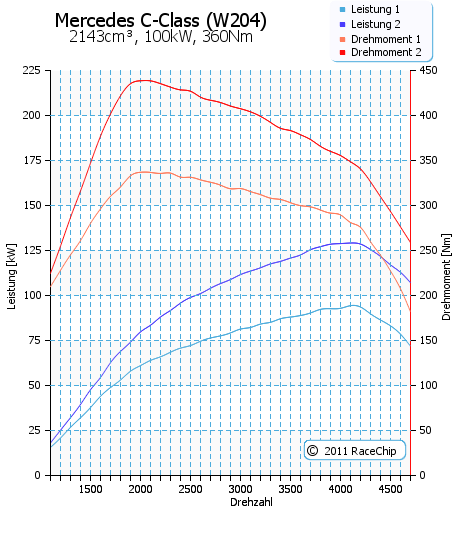 Mercedes C-Class (W204)
2143cm³, 100kW, 360Nm
Leistung 1
Leistung 2
Drehmoment 1
Drehmoment 2
225
200
175
150
125
100
75
50
25
0
Leistung [kW]
450
400
350
300
250
200
150
100
50
0
Drehmoment [Nm]
© 2011 RaceChip
1500 2000 2500 3000 3500 4000 4500
Drehzahl